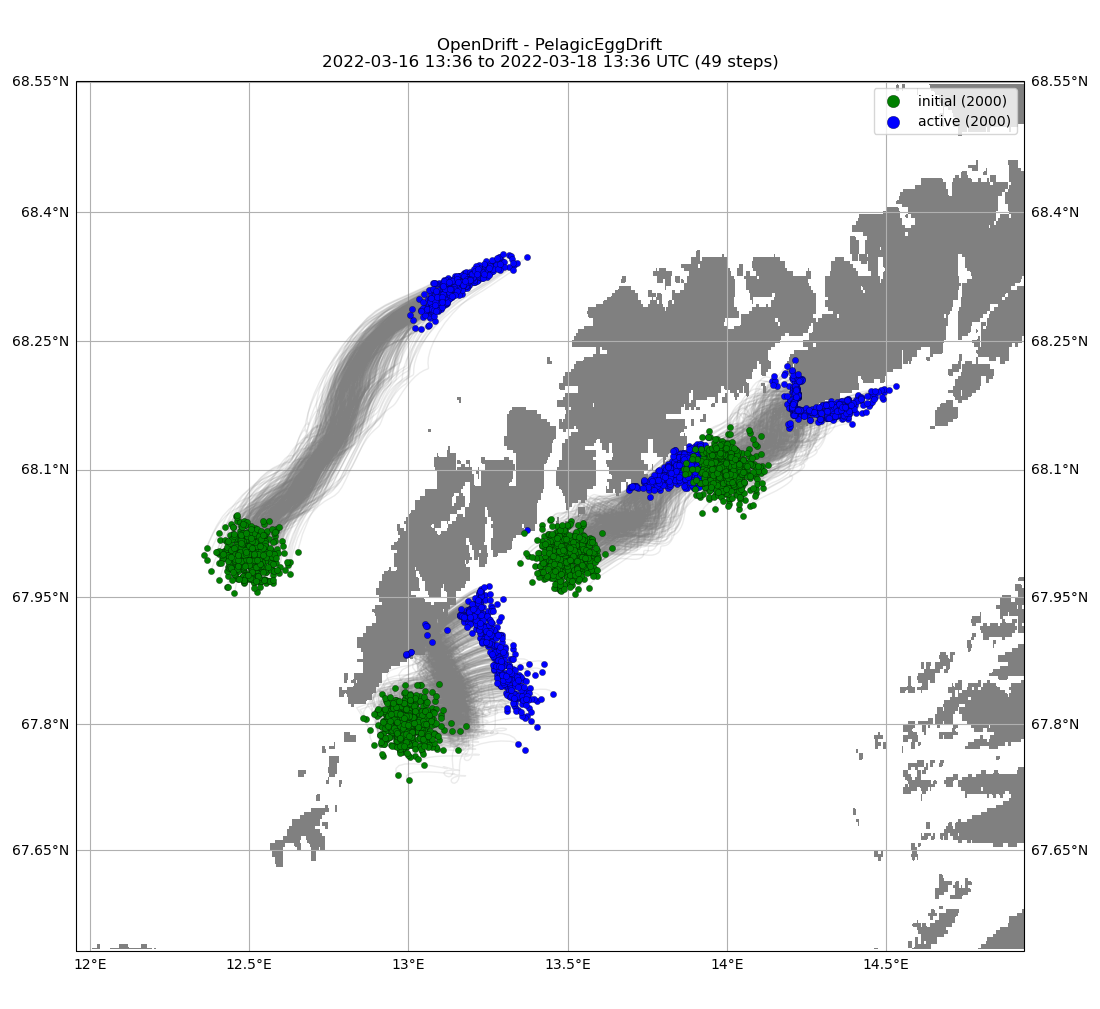 OpenDrift - PelagicEggDrift
2022-03-16 13:36 to 2022-03-18 13:36 UTC (49 steps)
68.55°N
68.55°N
initial (2000)
active (2000)
68.4°N
68.4°N
68.25°N
68.25°N
68.1°N
68.1°N
67.95°N
67.95°N
67.8°N
67.8°N
67.65°N
67.65°N
12°E
12.5°E
13°E
13.5°E
14°E
14.5°E